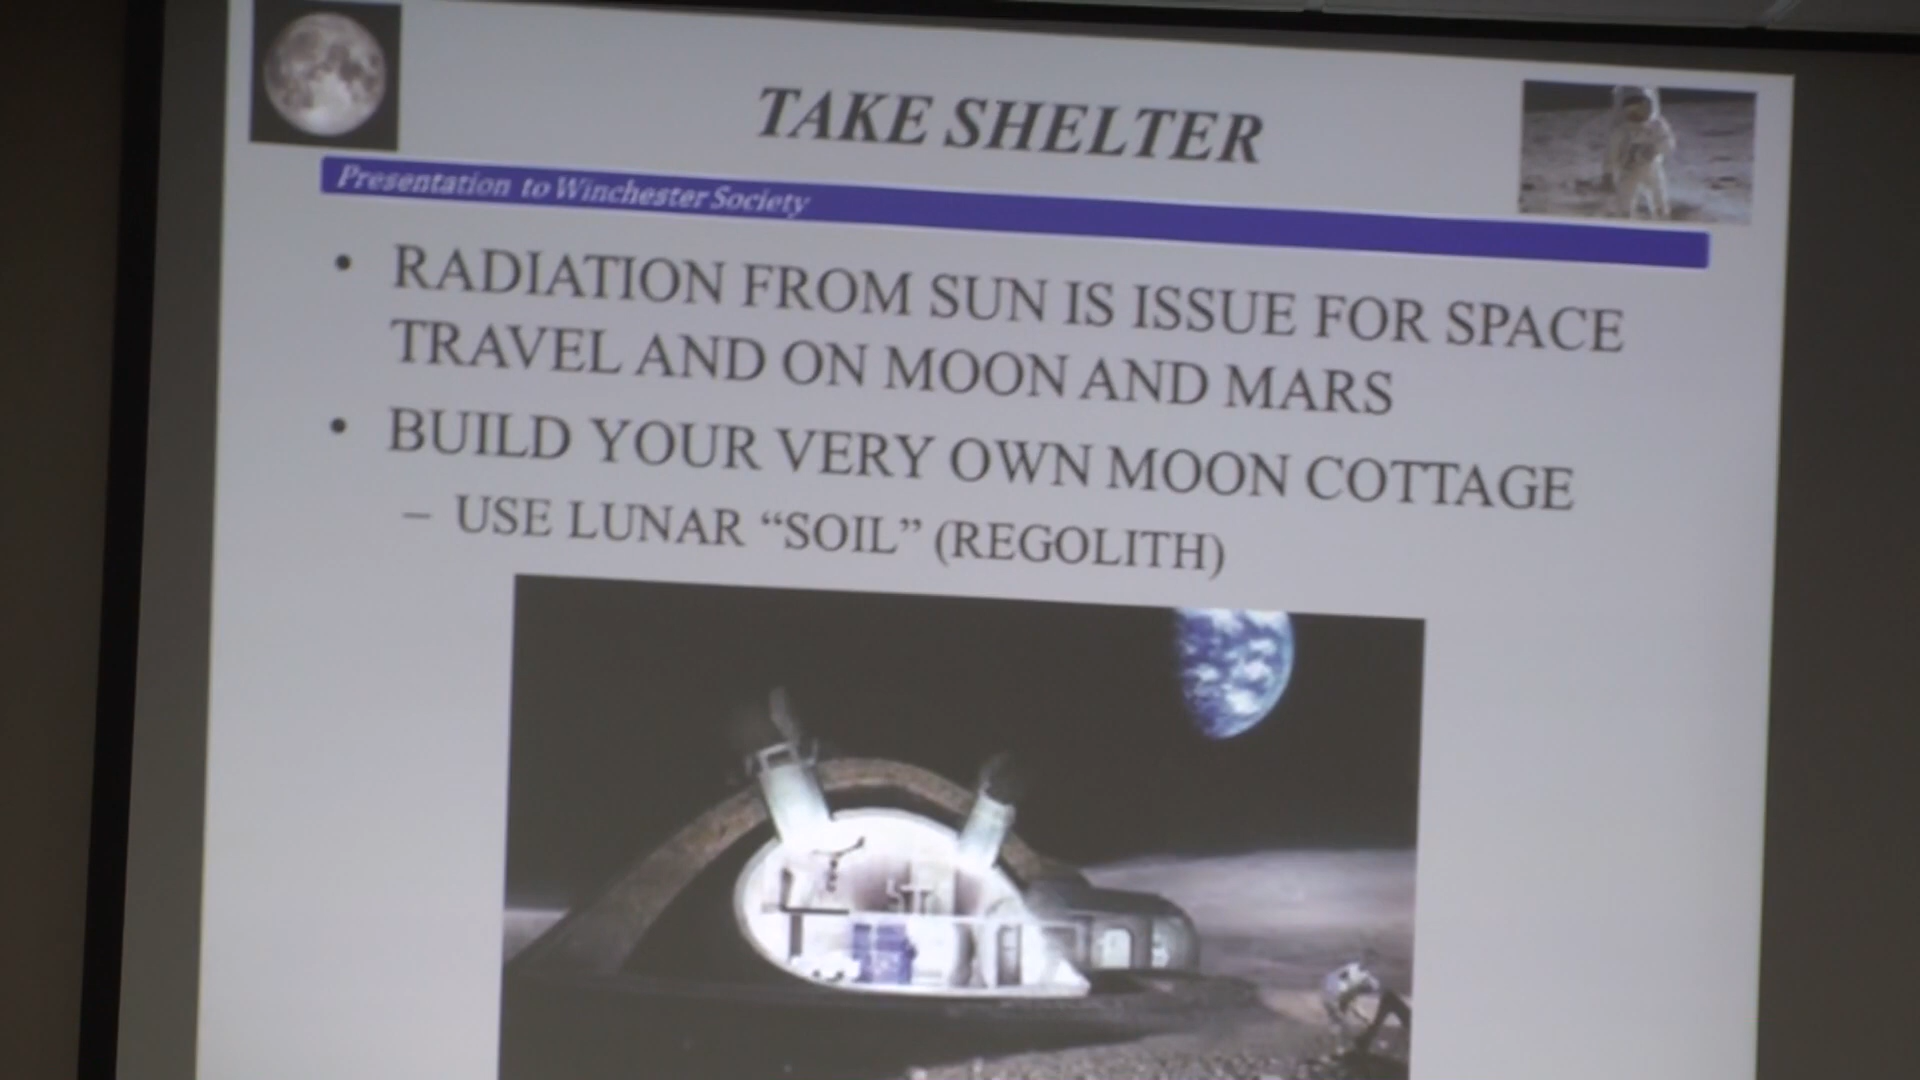 TAKE SHELTER
Presentation to Winchester Society
• RADIATION FROM SUN IS ISSUE FOR SPACE
TRAVEL AND ON MOON AND MARS
• BUILD YOUR VERY OWN MOON COTTAGE
– USE LUNAR “SOIL” (REGOLITH)